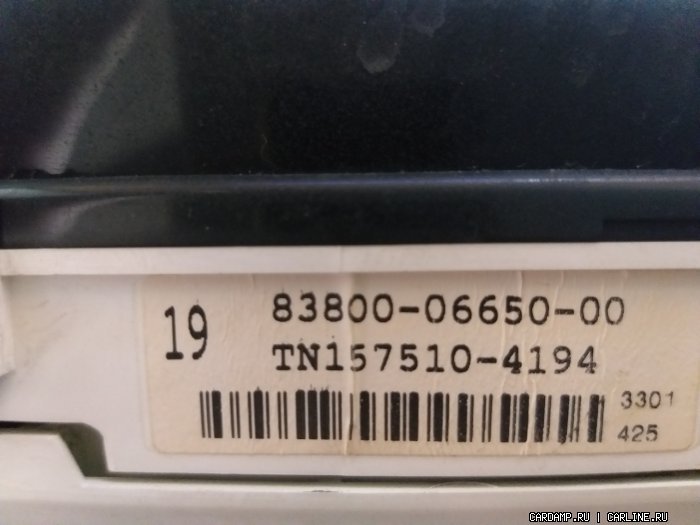 19
83800-06650-00
TN157510-4194
3301
425
CARDAMP.RU | CARLINE.RU